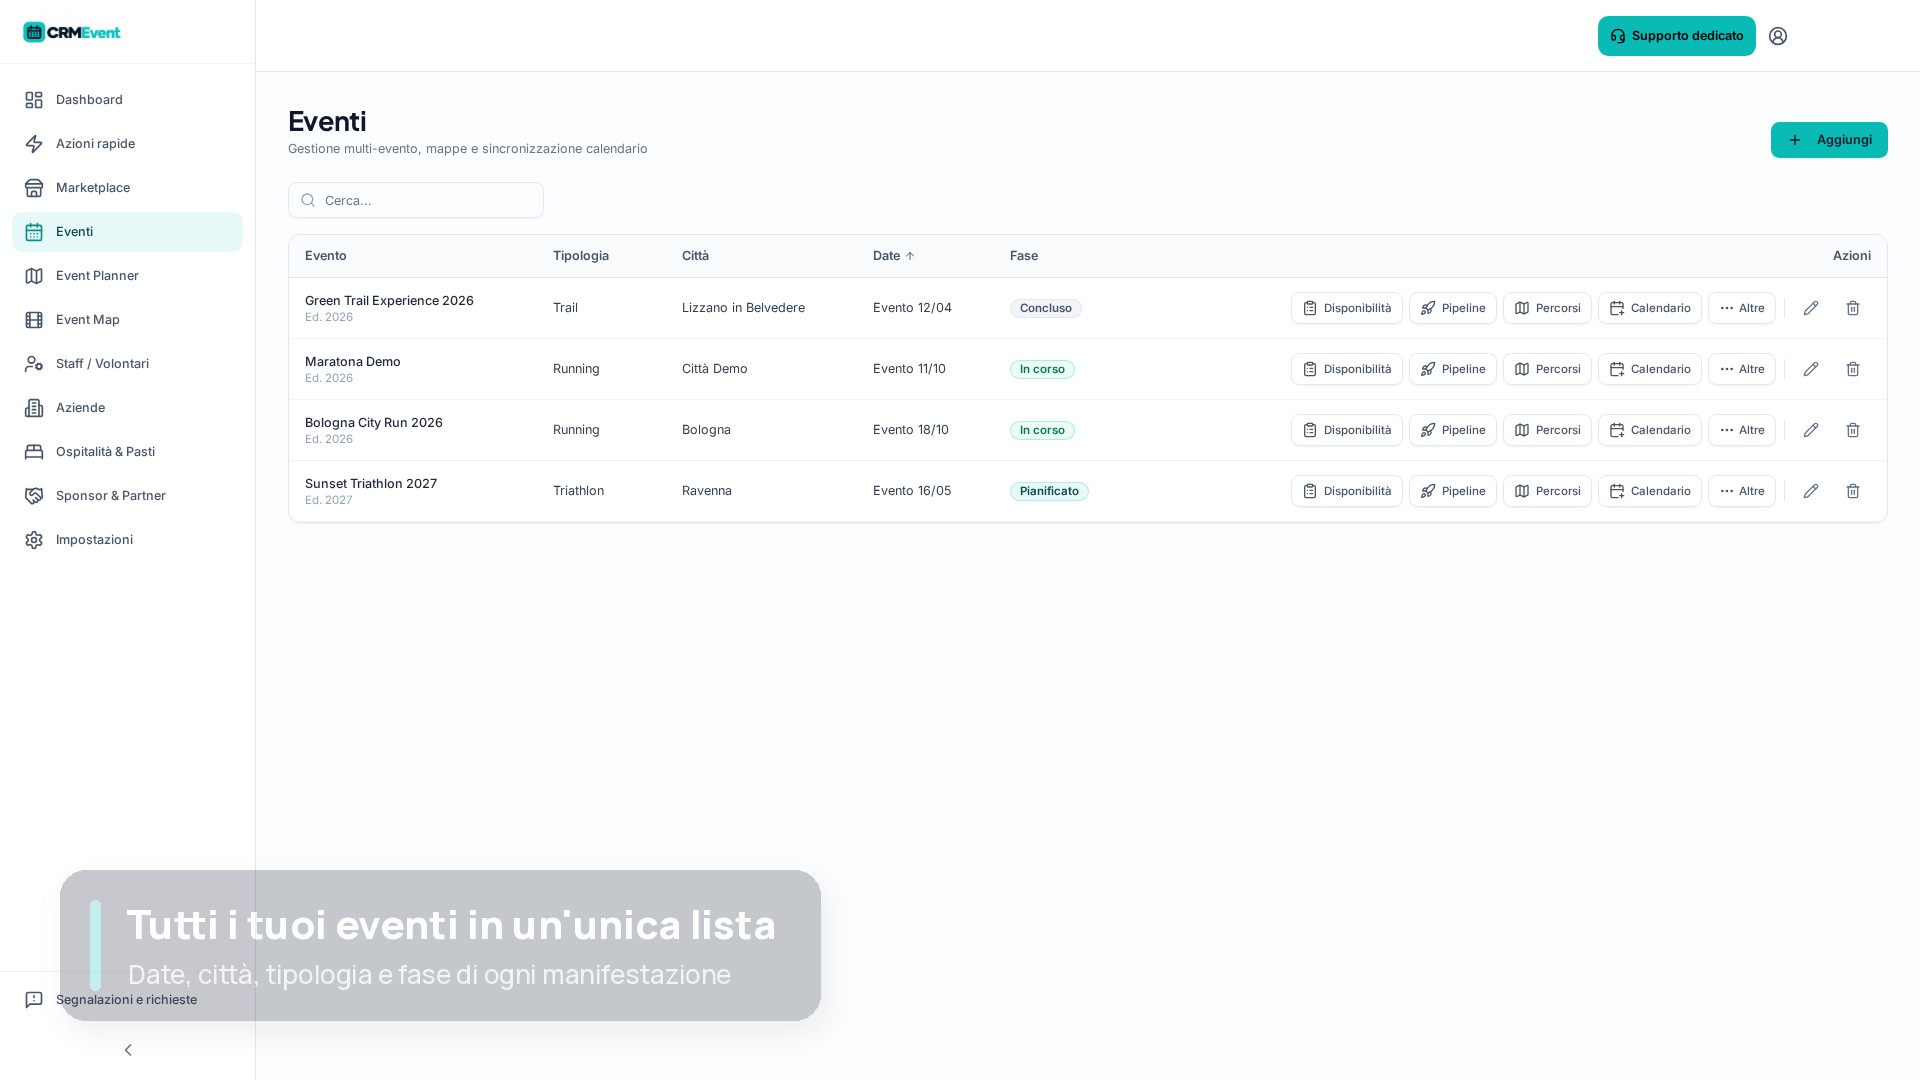 CRMEvent
Supporto dedicato
Dashboard
Azioni rapide
Marketplace
Eventi
Event Planner
Event Map
Staff / Volontari
Aziende
Ospitalità & Pasti
Sponsor & Partner
Impostazioni
Segnalazioni e richieste
Eventi
Gestione multi-evento, mappe e sincronizzazione calendario
Aggiungi
Cerca...
Evento Tipologia Città Date Fase Azioni
Green Trail Experience 2026 Trail Lizzano in Belvedere Evento 12/04 Concluso Disponibilità Pipeline Percorsi Calendario Altre
Ed. 2026
Maratona Demo Running Città Demo Evento 11/10 In corso Disponibilità Pipeline Percorsi Calendario Altre
Ed. 2026
Bologna City Run 2026 Running Bologna Evento 18/10 In corso Disponibilità Pipeline Percorsi Calendario Altre
Ed. 2026
Sunset Triathlon 2027 Triathlon Ravenna Evento 16/05 Pianificato Disponibilità Pipeline Percorsi Calendario Altre
Ed. 2027
Tutti i tuoi eventi in un'unica lista
Date, città, tipologia e fase di ogni manifestazione